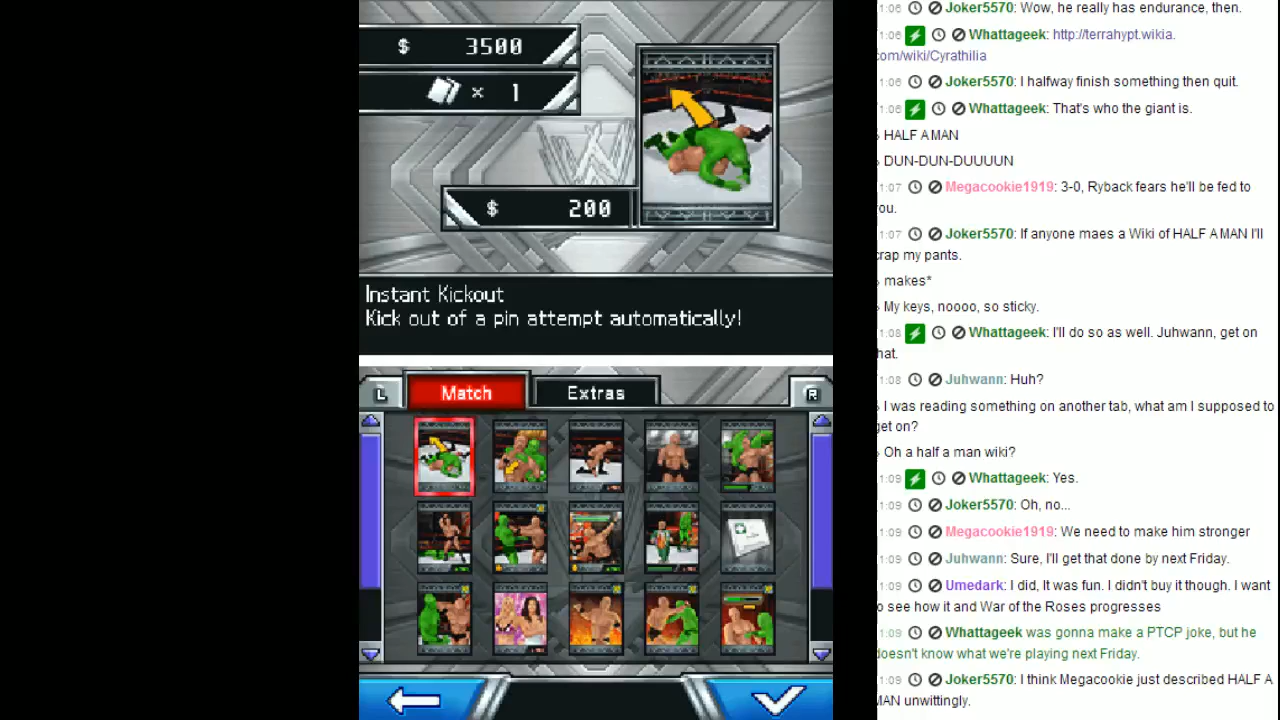 $ 3500
× 1
$ 200
Instant Kickout
Kick out of a pin attempt automatically!
L Match Extras R
1:06 Joker5570: Wow, he really has endurance, then.
1:06 Whattageek: http://terrahypt.wikia.
com/wiki/Cyrathilia
1:06 Joker5570: I halfway finish something then quit.
1:06 Whattageek: That's who the giant is.
HALF A MAN
DUN-DUN-DUUUUN
1:07 Megacookie1919: 3-0, Ryback fears he'll be fed to
ou.
1:07 Joker5570: If anyone maes a Wiki of HALF A MAN I'll
crap my pants.
makes*
My keys, noooo, so sticky.
1:08 Whattageek: I'll do so as well. Juhwann, get on
hat.
1:08 Juhwann: Huh?
I was reading something on another tab, what am I supposed to
get on?
Oh a half a man wiki?
1:09 Whattageek: Yes.
1:09 Joker5570: Oh, no...
1:09 Megacookie1919: We need to make him stronger
1:09 Juhwann: Sure, I'll get that done by next Friday.
1:09 Umedark: I did, It was fun. I didn't buy it though. I want
o see how it and War of the Roses progresses
1:09 Whattageek was gonna make a PTCP joke, but he
doesn't know what we're playing next Friday.
1:09 Joker5570: I think Megacookie just described HALF A
MAN unwittingly.